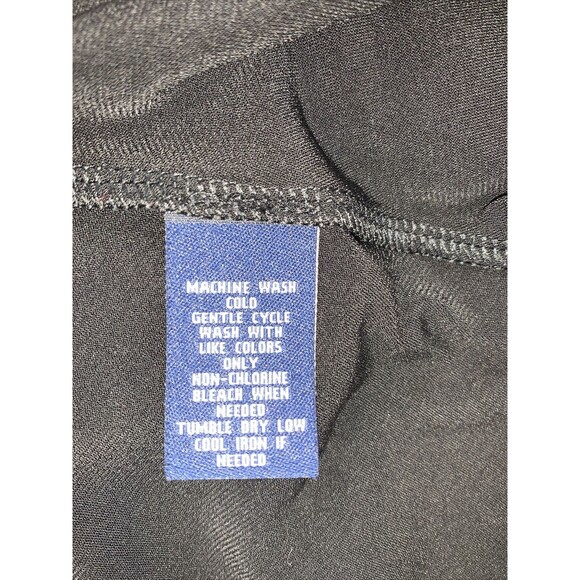 MACHINE WASH
COLD
GENTLE CYCLE
WASH WITH
LIKE COLORS
ONLY
NON-CHLORINE
BLEACH WHEN
NEEDED
TUMBLE DRY LOW
COOL IRON IF
NEEDED